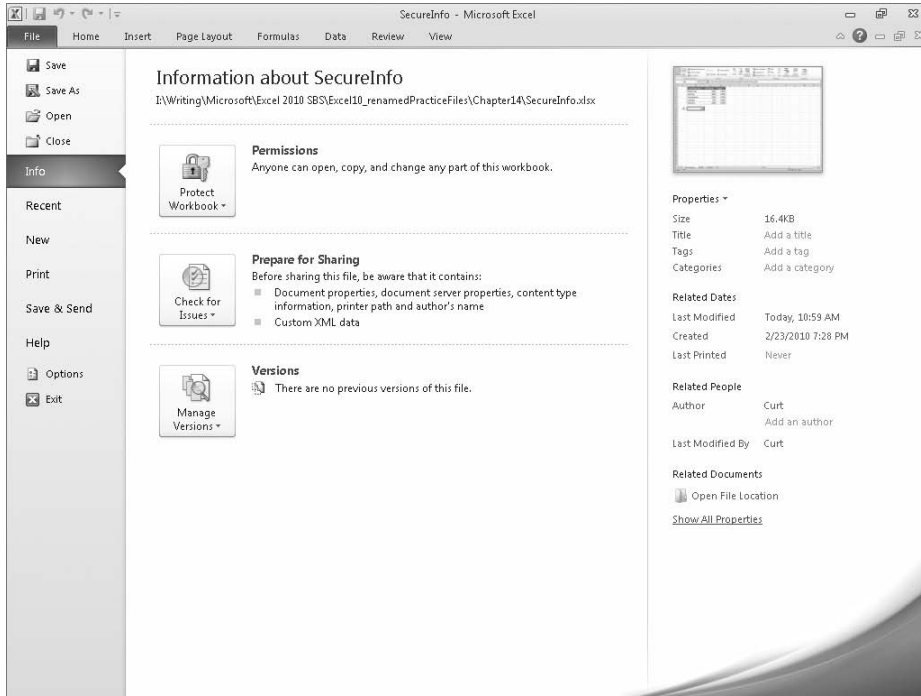 SecureInfo - Microsoft Excel
File Home Insert Page Layout Formulas Data Review View
Save
Save As
Open
Close
Info
Recent
New
Print
Save & Send
Help
Options
Exit
Information about SecureInfo
I:\Writing\Microsoft\Excel 2010 SBS\Excel10_renamedPracticeFiles\Chapter14\SecureInfo.xlsx
Protect
Workbook
Permissions
Anyone can open, copy, and change any part of this workbook.
Check for
Issues
Prepare for Sharing
Before sharing this file, be aware that it contains:
Document properties, document server properties, content type
information, printer path and author's name
Custom XML data
Manage
Versions
Versions
There are no previous versions of this file.
Properties
Size 16.4KB
Title Add a title
Tags Add a tag
Categories Add a category
Related Dates
Last Modified Today, 10:59 AM
Created 2/23/2010 7:28 PM
Last Printed Never
Related People
Author Curt
Add an author
Last Modified By Curt
Related Documents
Open File Location
Show All Properties